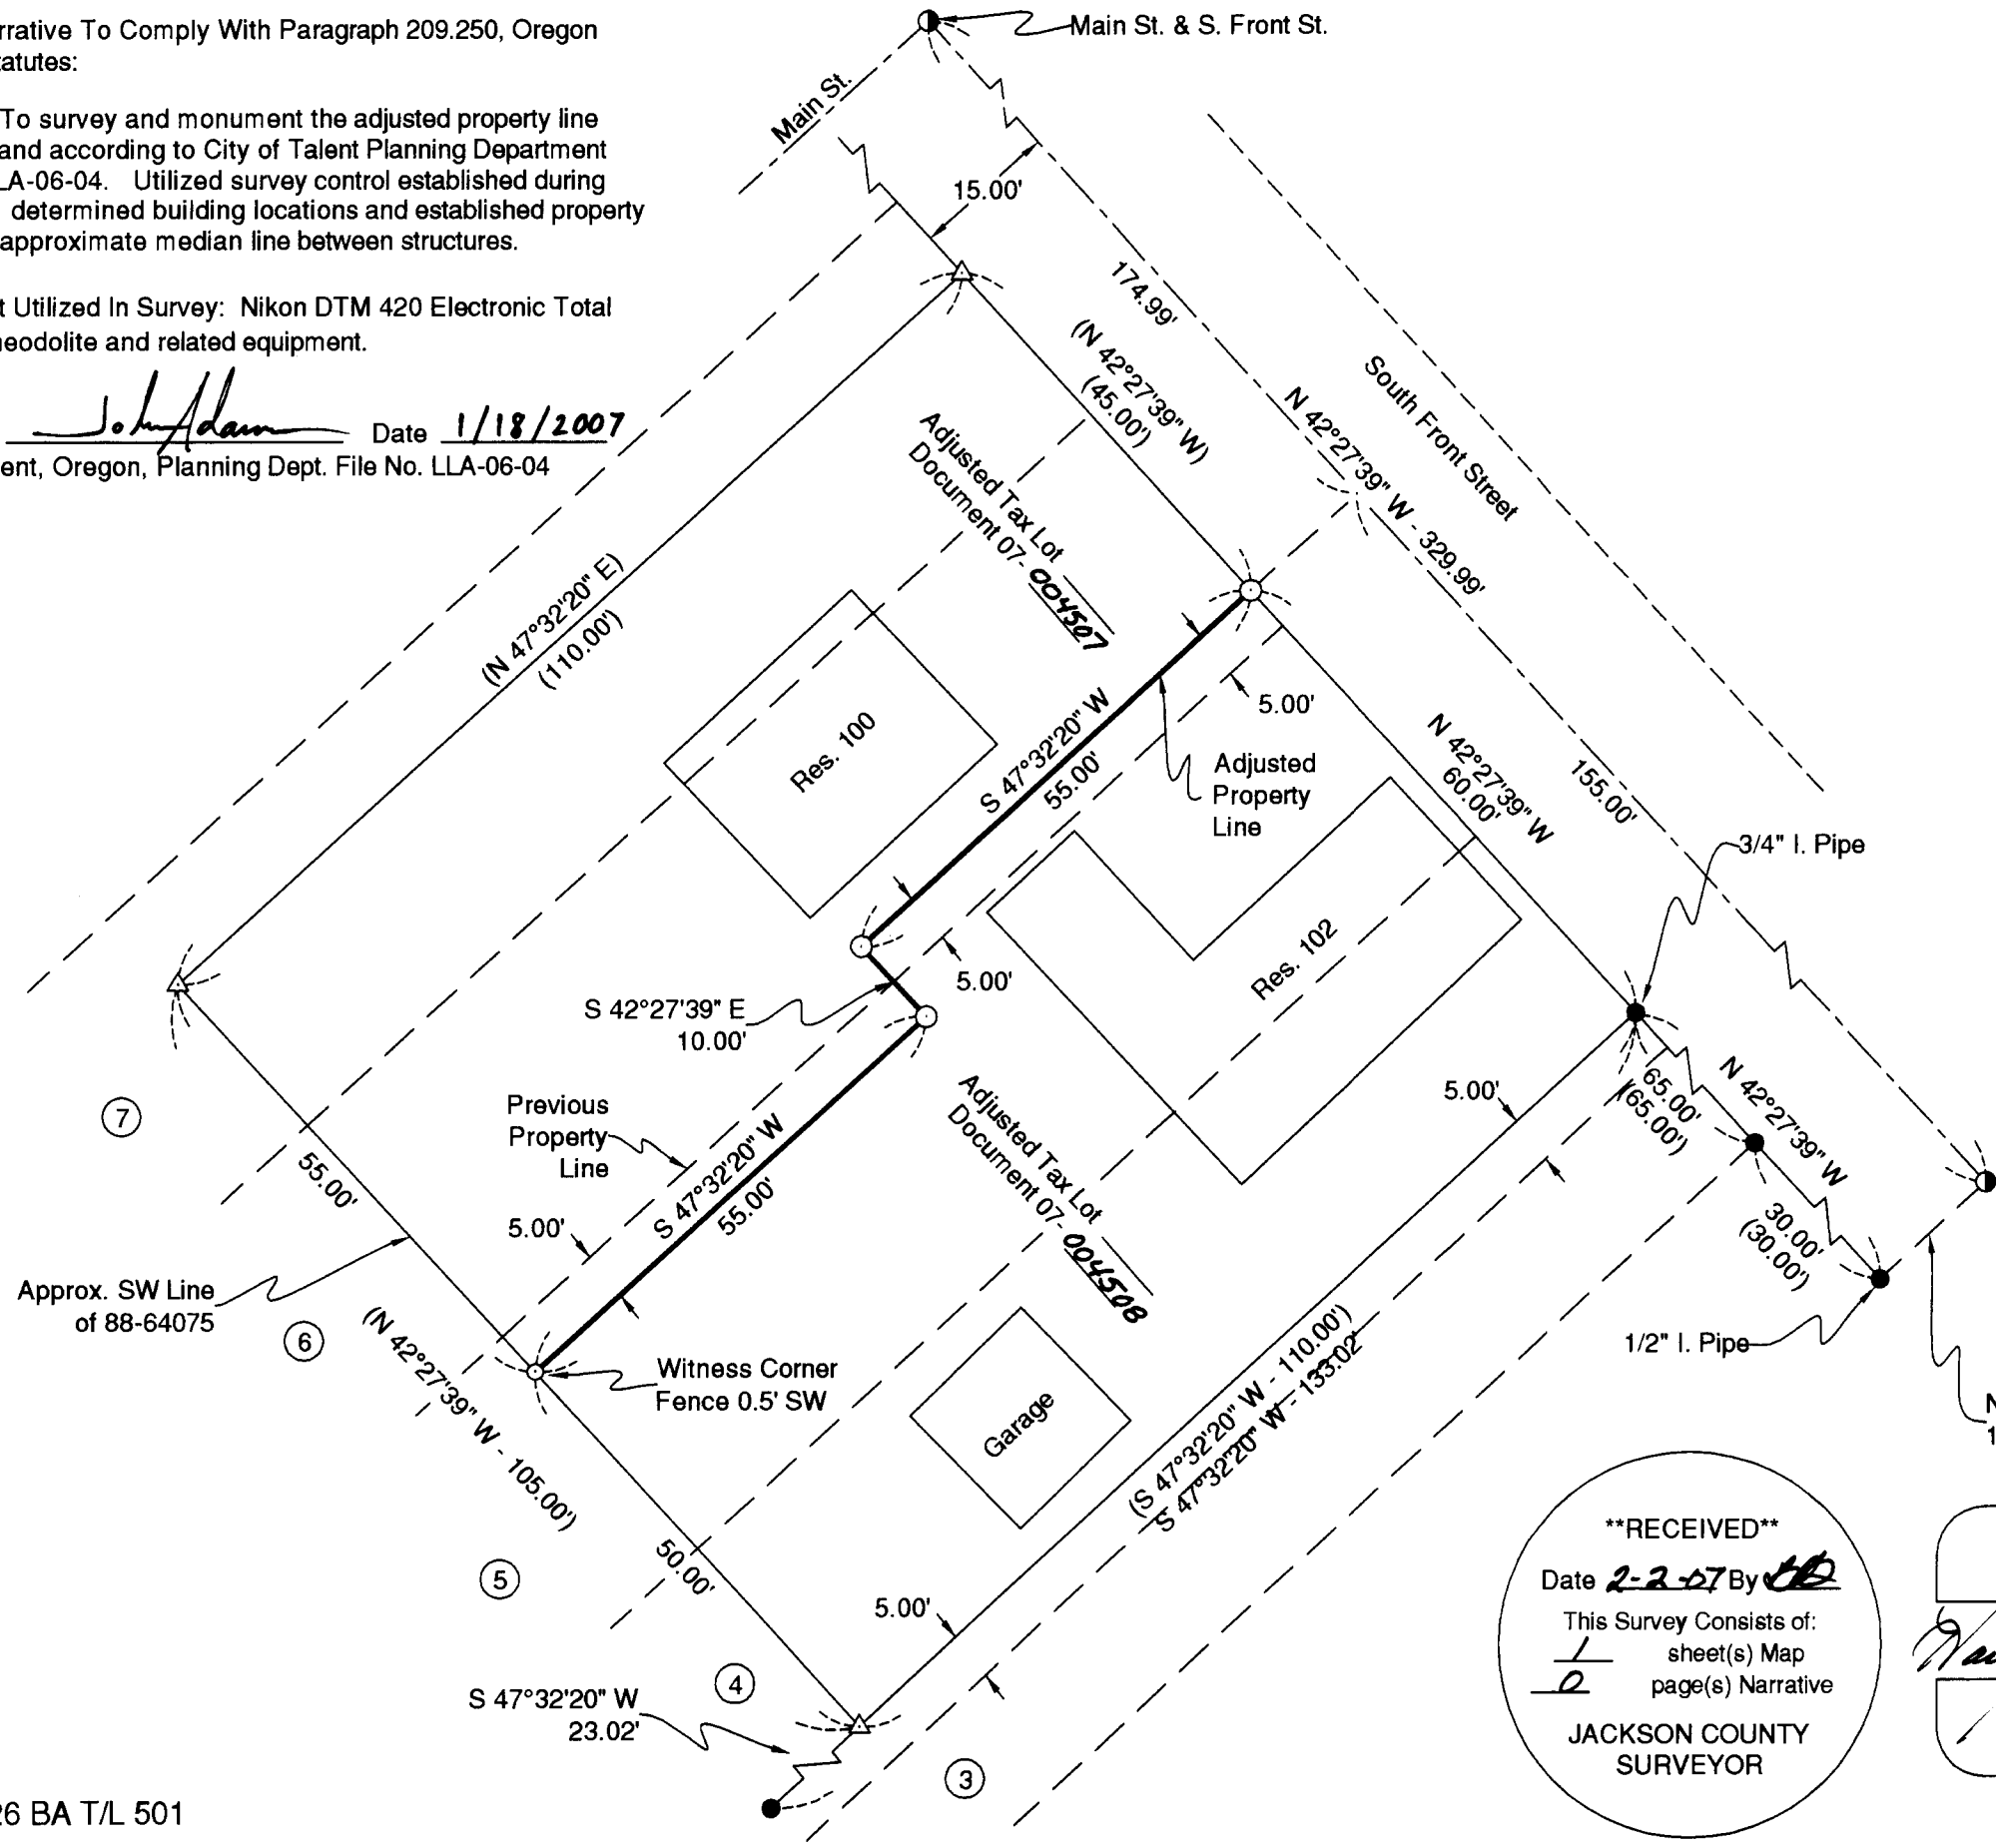 rrative To Comply With Paragraph 209.250, Oregon
tatutes:
To survey and monument the adjusted property line
and according to City of Talent Planning Department
LA-06-04. Utilized survey control established during
determined building locations and established property
approximate median line between structures.
t Utilized In Survey: Nikon DTM 420 Electronic Total
neodolite and related equipment.
John Adam Date 1/18/2007
ent, Oregon, Planning Dept. File No. LLA-06-04
Main St. & S. Front St.
Main St.
15.00'
174.99'
(N 42°27'39" W)
(45.00')
South Front Street
N 42°27'39" W - 329.99'
Adjusted Tax Lot
Document 07- 004507
(N 47°32'20" E)
(110.00')
Res. 100
S 47°32'20" W
55.00'
5.00'
Adjusted
Property
Line
N 42°27'39" W
60.00'
155.00'
3/4" I. Pipe
Res. 102
5.00'
S 42°27'39" E
10.00'
Previous
Property
Line
S 47°32'20" W
55.00'
5.00'
Adjusted Tax Lot
Document 07- 004508
5.00'
65.00'
(65.00')
N 42°27'39" W
30.00'
(30.00')
1/2" I. Pipe
7
55.00'
Approx. SW Line
of 88-64075
6
(N 42°27'39" W - 105.00')
Witness Corner
Fence 0.5' SW
Garage
(S 47°32'20" W - 110.00')
S 47°32'20" W - 133.02'
N
1
5
50.00'
5.00'
4
S 47°32'20" W
23.02'
3
**RECEIVED**
Date 2-2-07 By
This Survey Consists of:
1 sheet(s) Map
0 page(s) Narrative
JACKSON COUNTY
SURVEYOR
26 BA T/L 501